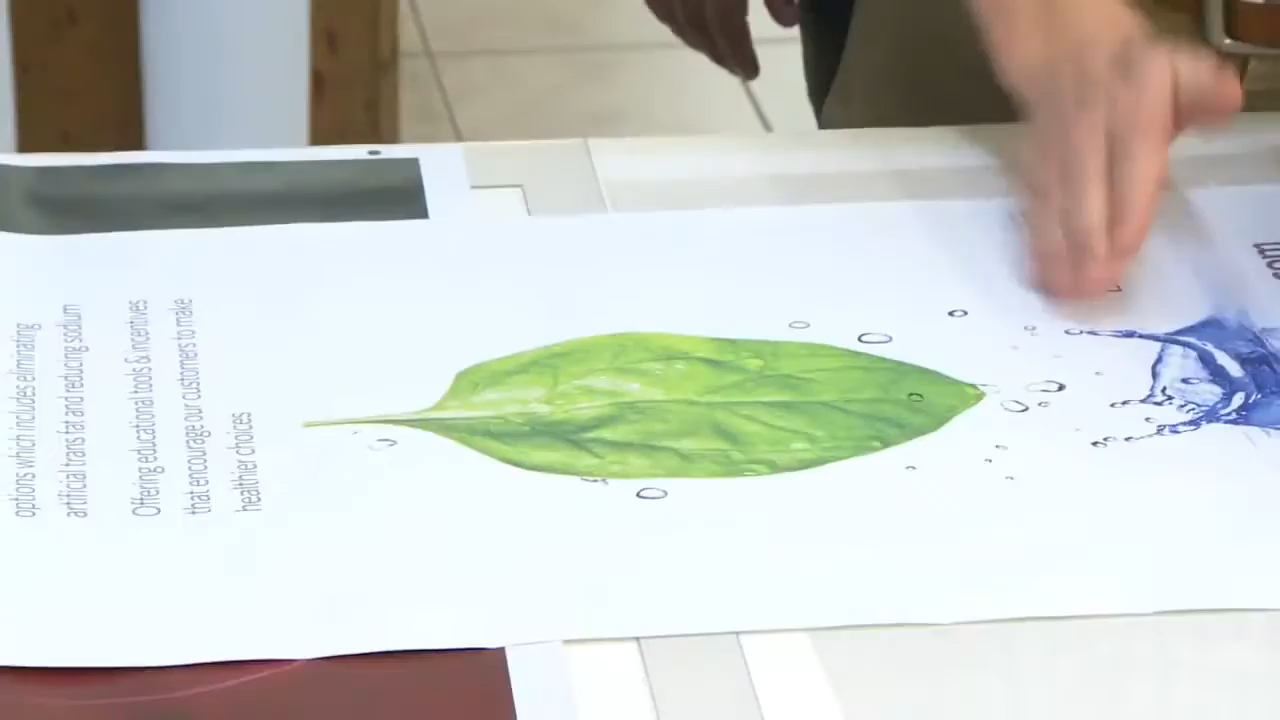 options which includes eliminating
artificial trans fat and reducing sodium
Offering educational tools & incentives
that encourage our customers to make
healthier choices